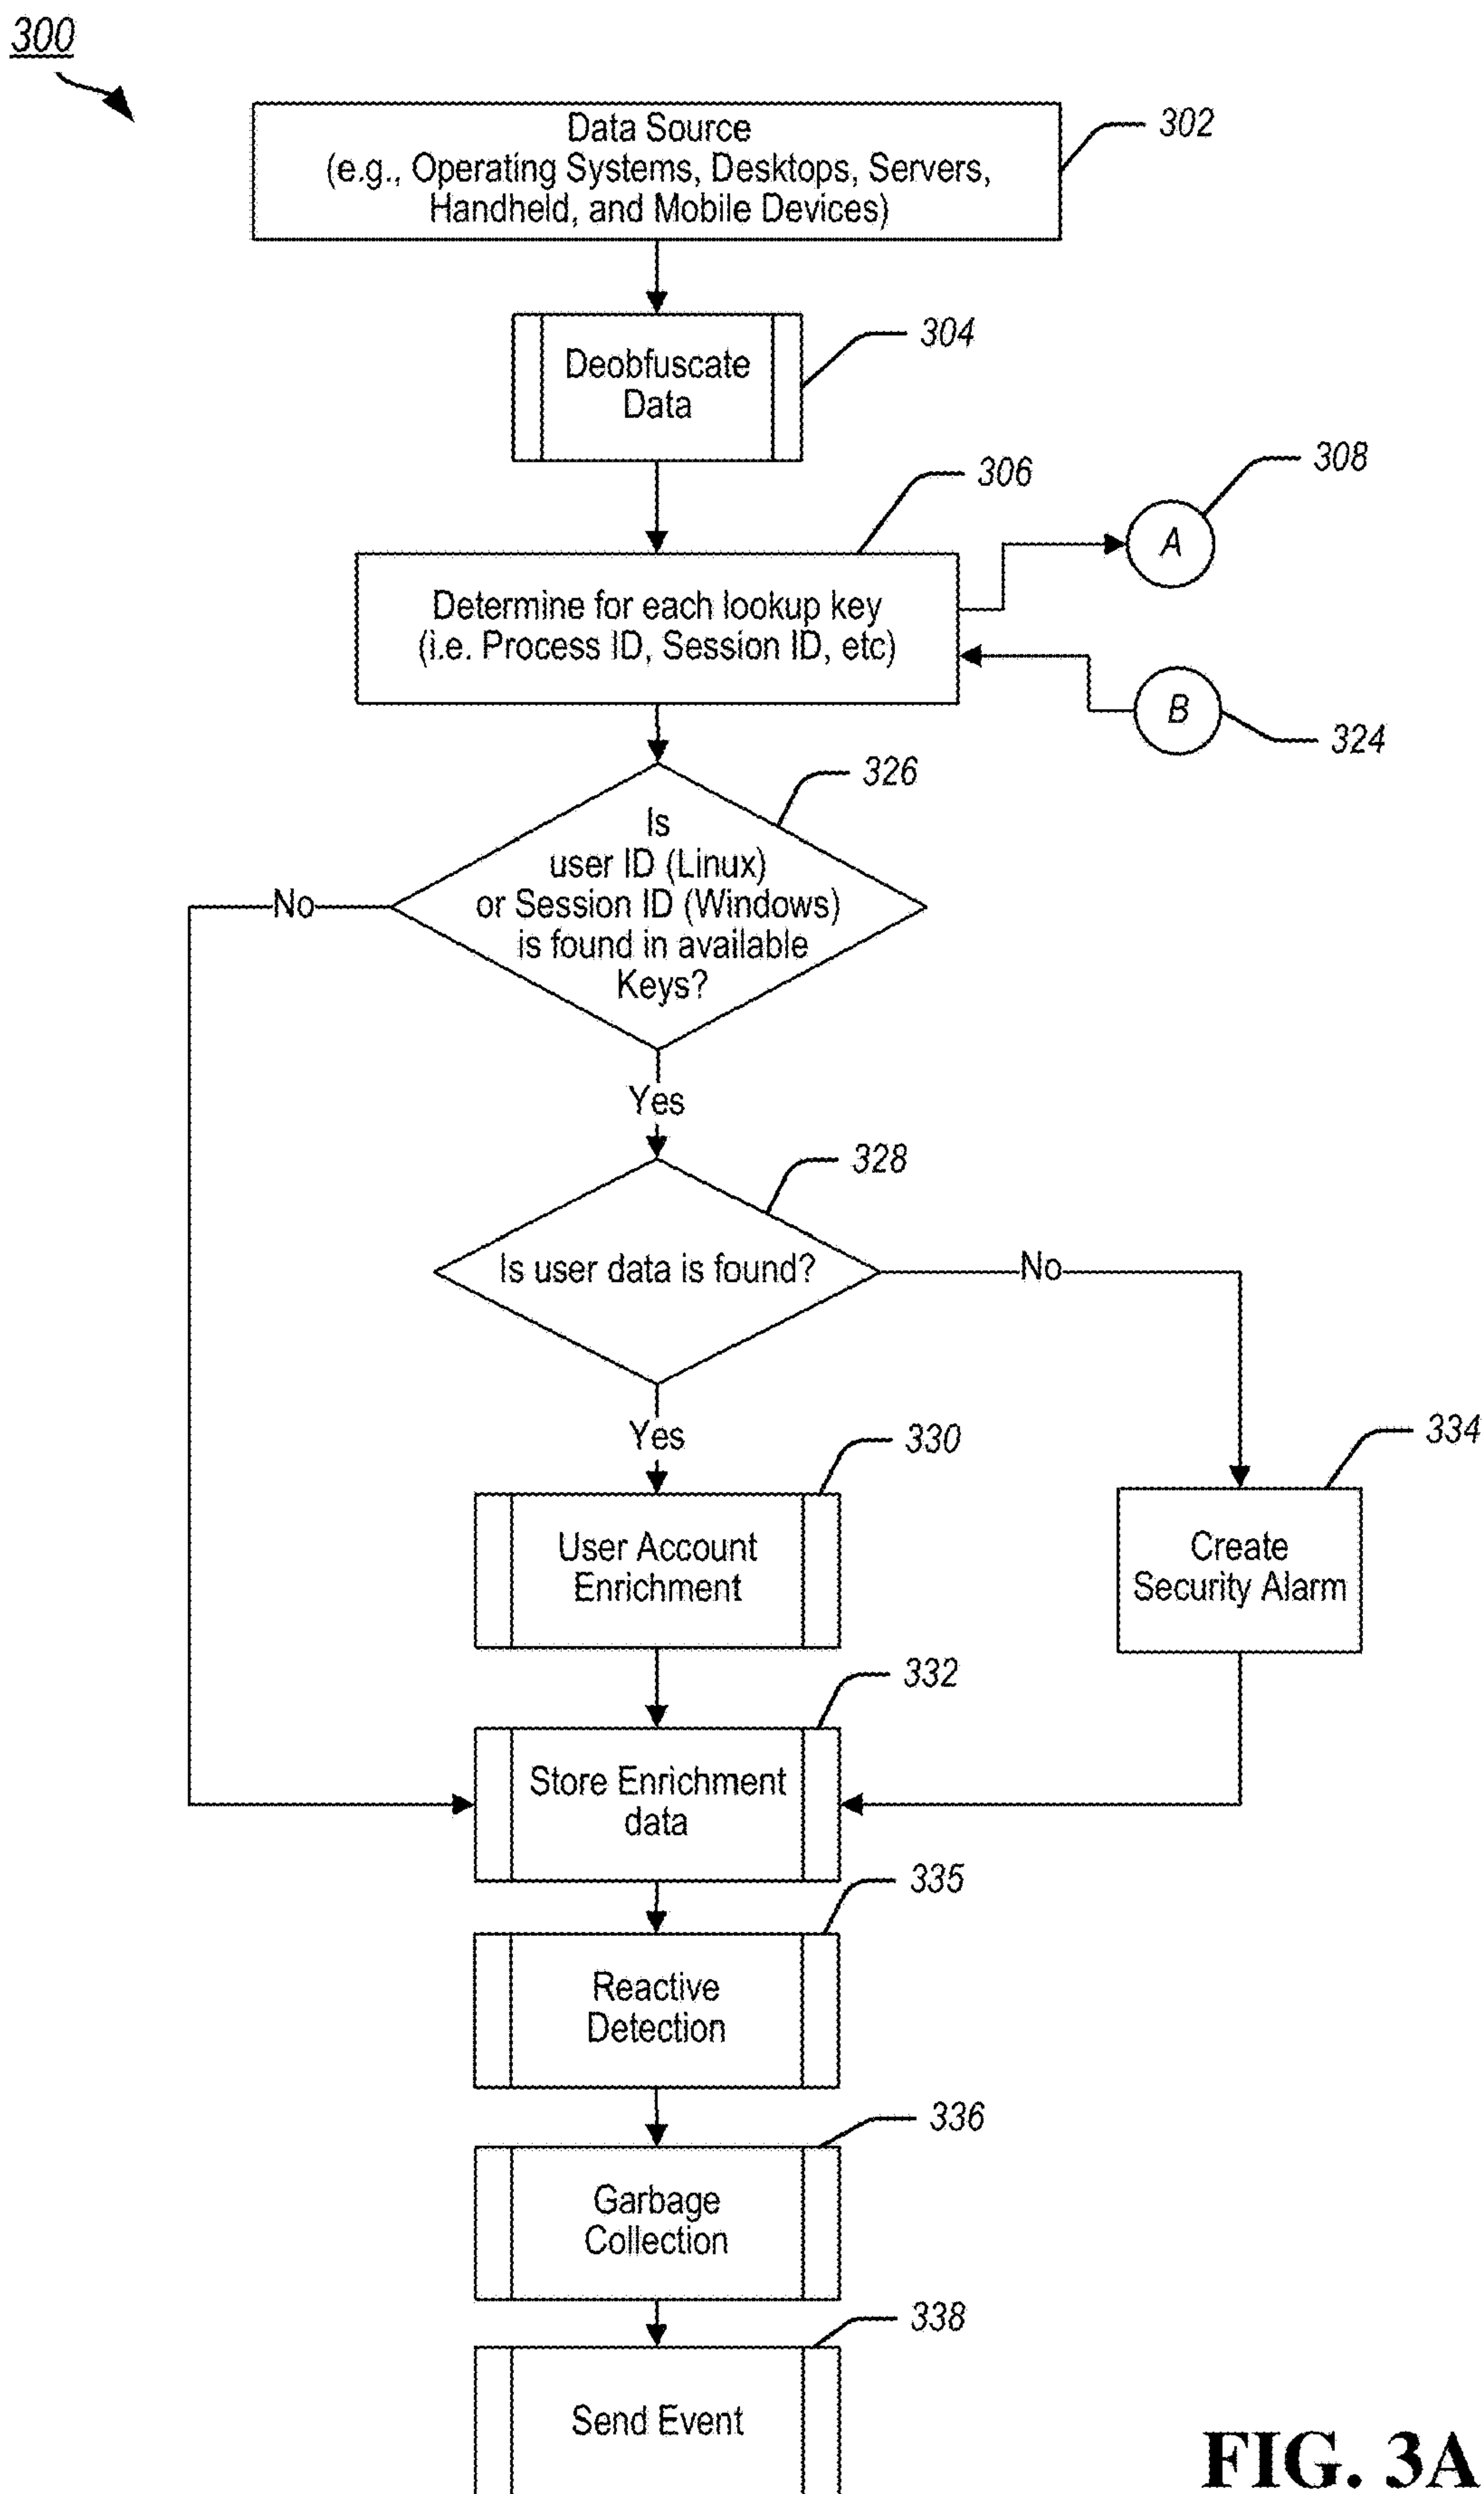 300
Data Source
(e.g., Operating Systems, Desktops, Servers,
Handheld, and Mobile Devices)
302
Deobfuscate
Data
304
306
308
A
Determine for each lookup key
(i.e. Process ID, Session ID, etc)
B
324
326
Is
user ID (Linux)
or Session ID (Windows)
is found in available
Keys?
No
Yes
328
Is user data is found?
No
Yes
330
334
User Account
Enrichment
Create
Security Alarm
332
Store Enrichment
data
335
Reactive
Detection
336
Garbage
Collection
338
Send Event
FIG. 3A